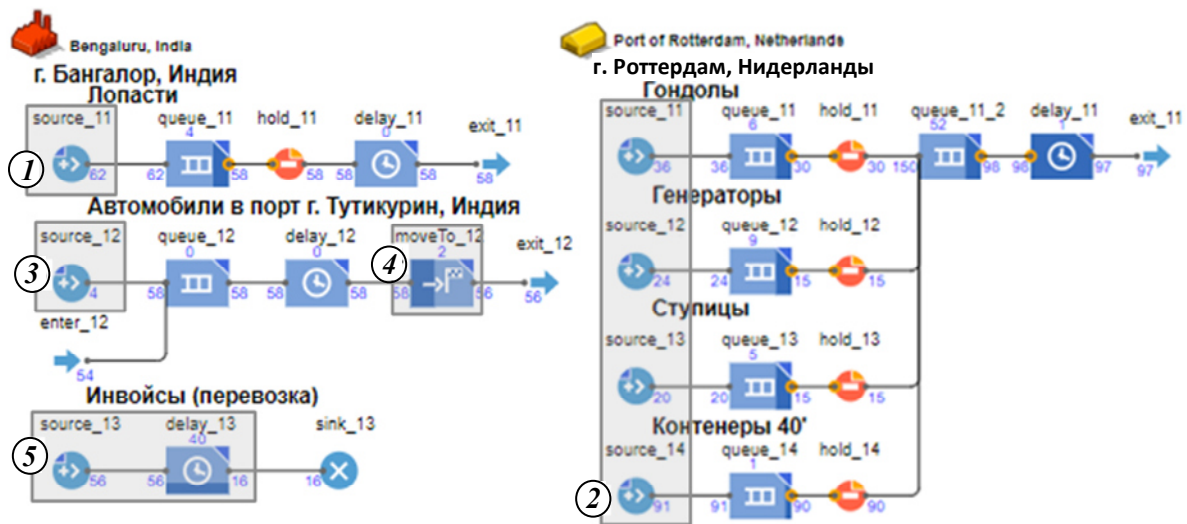 Bengaluru, India
г. Бангалор, Индия
Лопасти
source_11 queue_11 hold_11 delay_11 exit_11
4 0
1 62 62 58 58 58 58 58
Автомобили в порт г. Тутикурин, Индия
source_12 queue_12 delay_12 moveTo_12 exit_12
0 0 2
3 4 58 58 58 58 4 58 56 56
enter_12
54
Инвойсы (перевозка)
source_13 delay_13 sink_13
40
5 56 56 16 16
Port of Rotterdam, Netherlands
г. Роттердам, Нидерланды
Гондолы
source_11 queue_11 hold_11 queue_11_2 delay_11 exit_11
6 52 1
36 36 30 30 150 98 98 97 97
Генераторы
source_12 queue_12 hold_12
9
24 24 15 15
Ступицы
source_13 queue_13 hold_13
5
20 20 15 15
Контенеры 40'
source_14 queue_14 hold_14
1
2 91 91 90 90